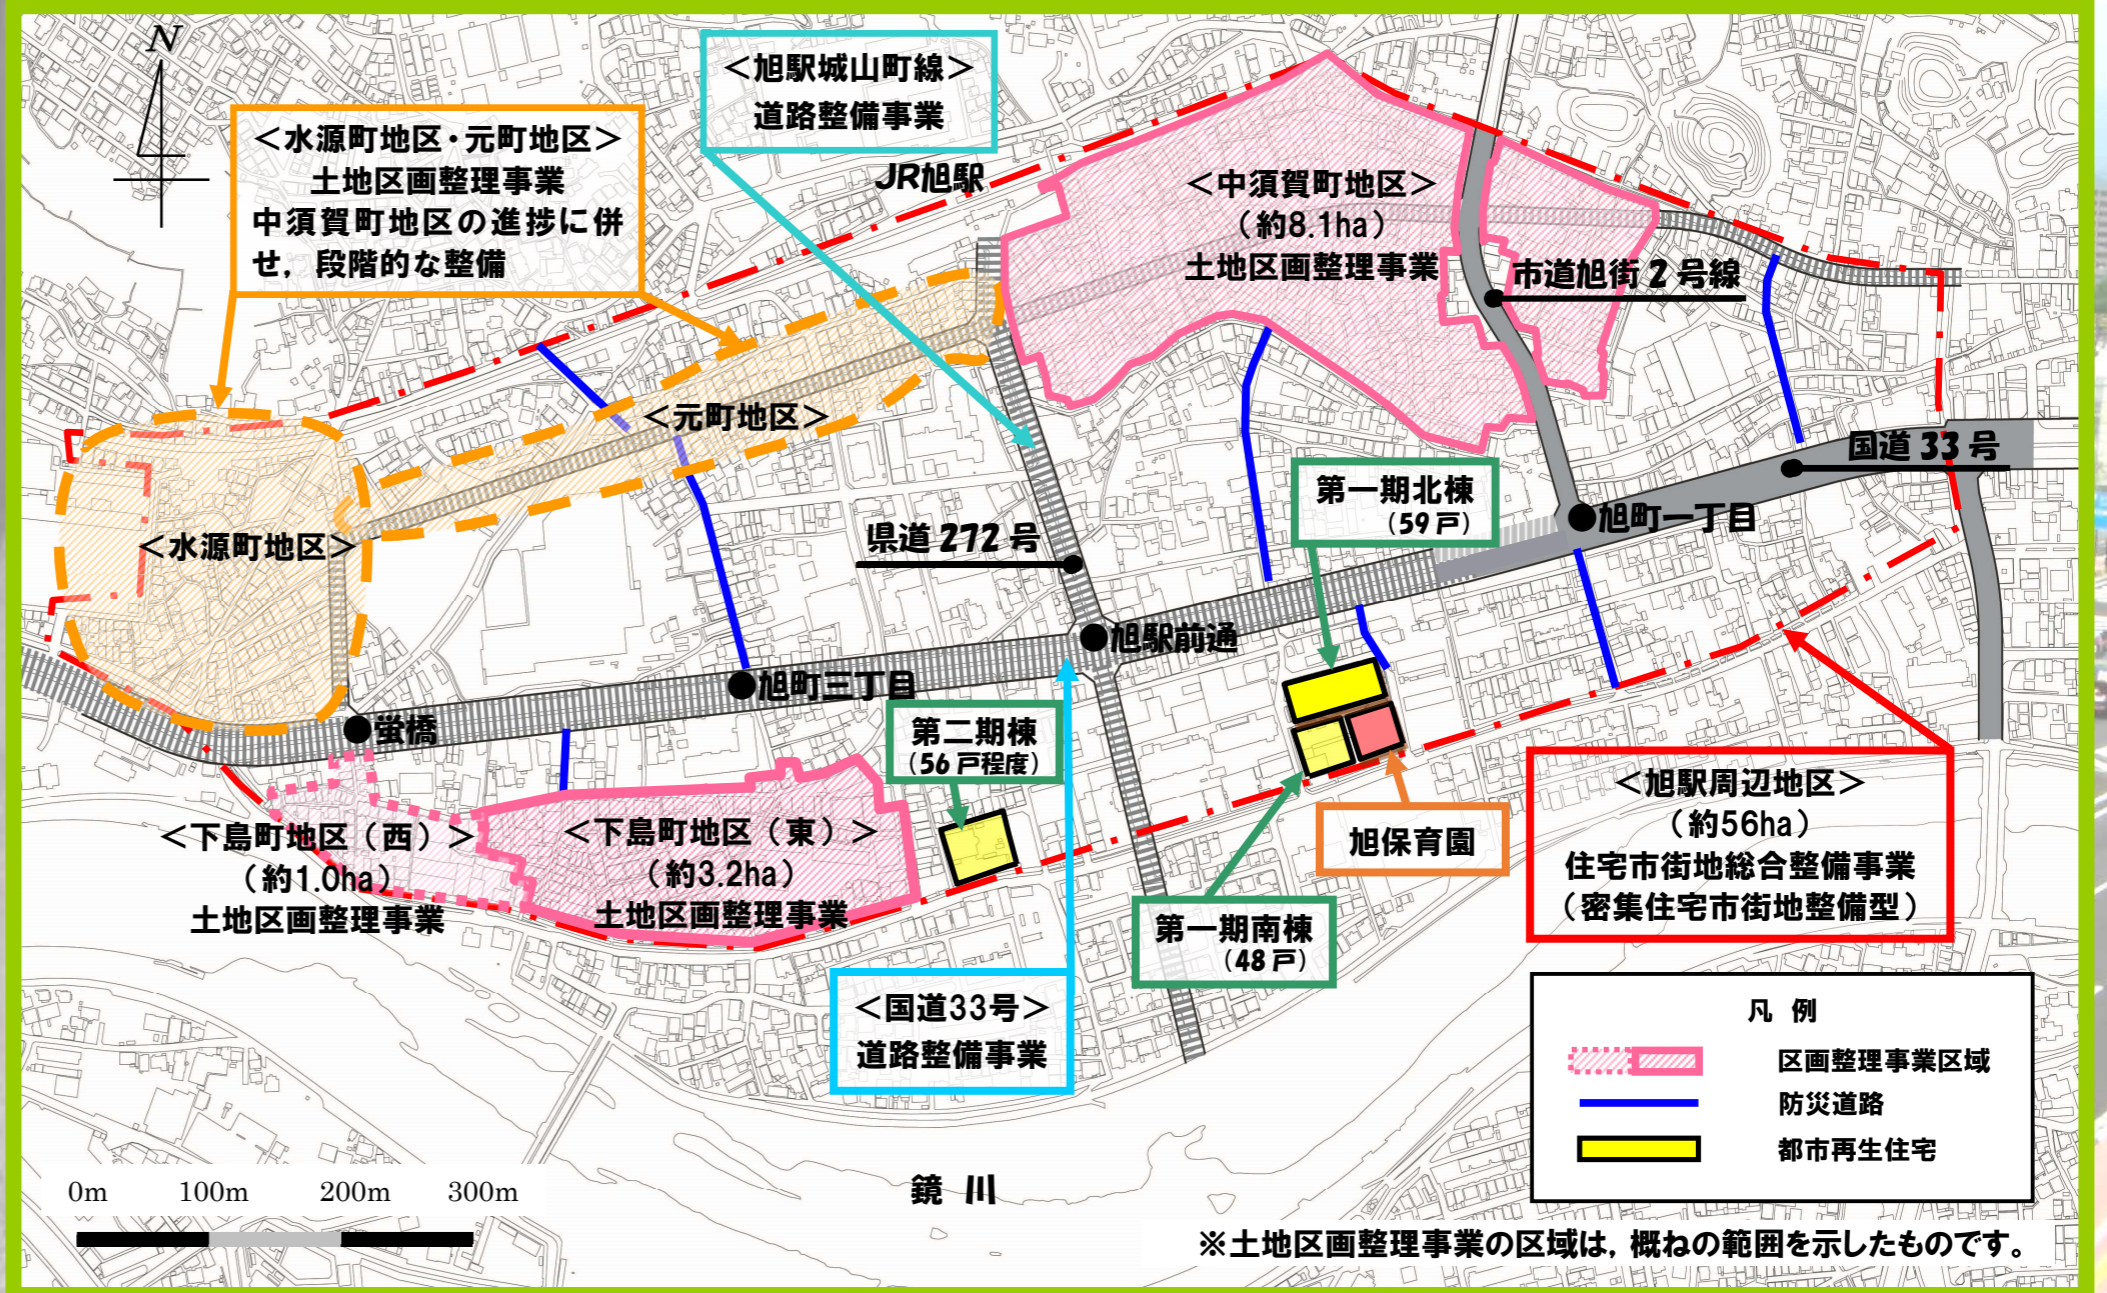 N
＜旭駅城山町線＞
道路整備事業
＜水源町地区・元町地区＞
土地区画整理事業
中須賀町地区の進捗に併
せ，段階的な整備
JR旭駅
＜中須賀町地区＞
（約8.1ha）
土地区画整理事業
市道旭街２号線
＜元町地区＞
国道33号
第一期北棟
（59戸）
旭町一丁目
＜水源町地区＞
県道272号
旭駅前通
旭町三丁目
蛍橋
第二期棟
（56戸程度）
＜下島町地区（西）＞
（約1.0ha）
土地区画整理事業
＜下島町地区（東）＞
（約3.2ha）
土地区画整理事業
旭保育園
＜旭駅周辺地区＞
（約56ha）
住宅市街地総合整備事業
（密集住宅市街地整備型）
第一期南棟
（48戸）
＜国道33号＞
道路整備事業
凡 例
区画整理事業区域
防災道路
都市再生住宅
鏡 川
0m 100m 200m 300m
※土地区画整理事業の区域は，概ねの範囲を示したものです。